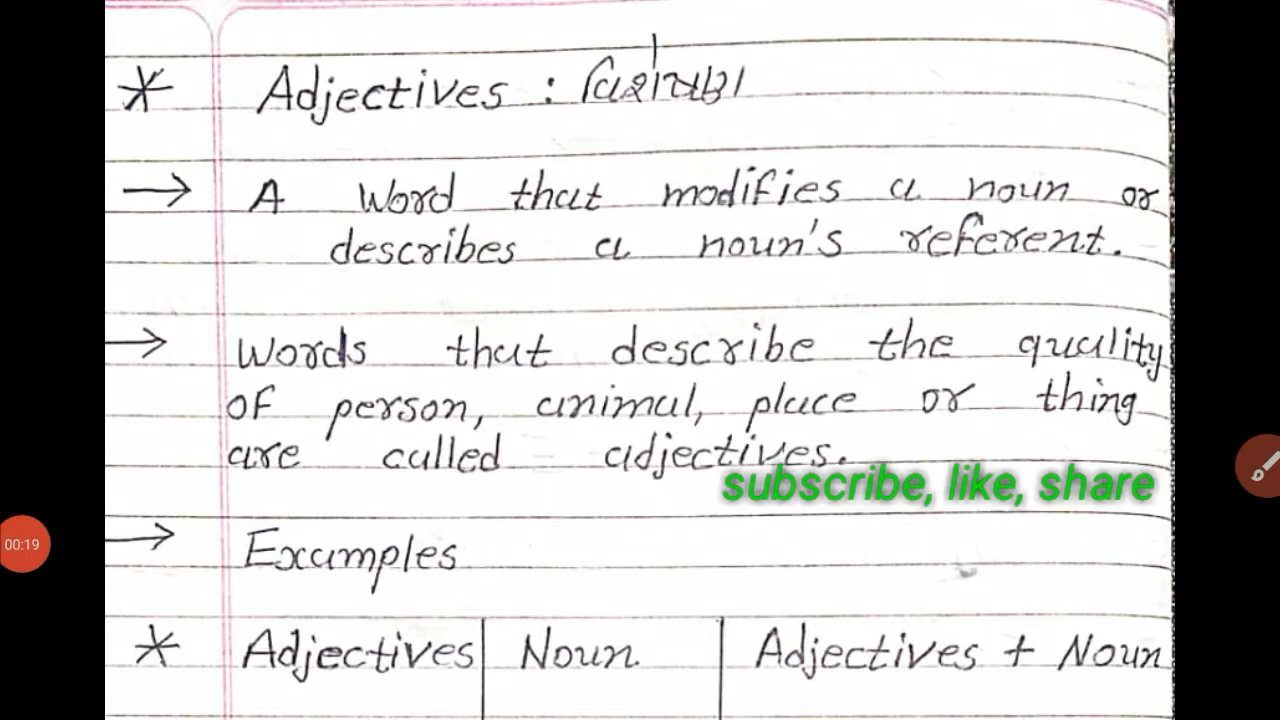 * Adjectives : વિશેષણ
→ A Word that modifies a noun or
describes a noun's referent.
→ Words that describe the quality
of person, animal, place or thing
are called adjectives.
subscribe, like, share
00:19
→ Examples
* Adjectives | Noun | Adjectives + Noun